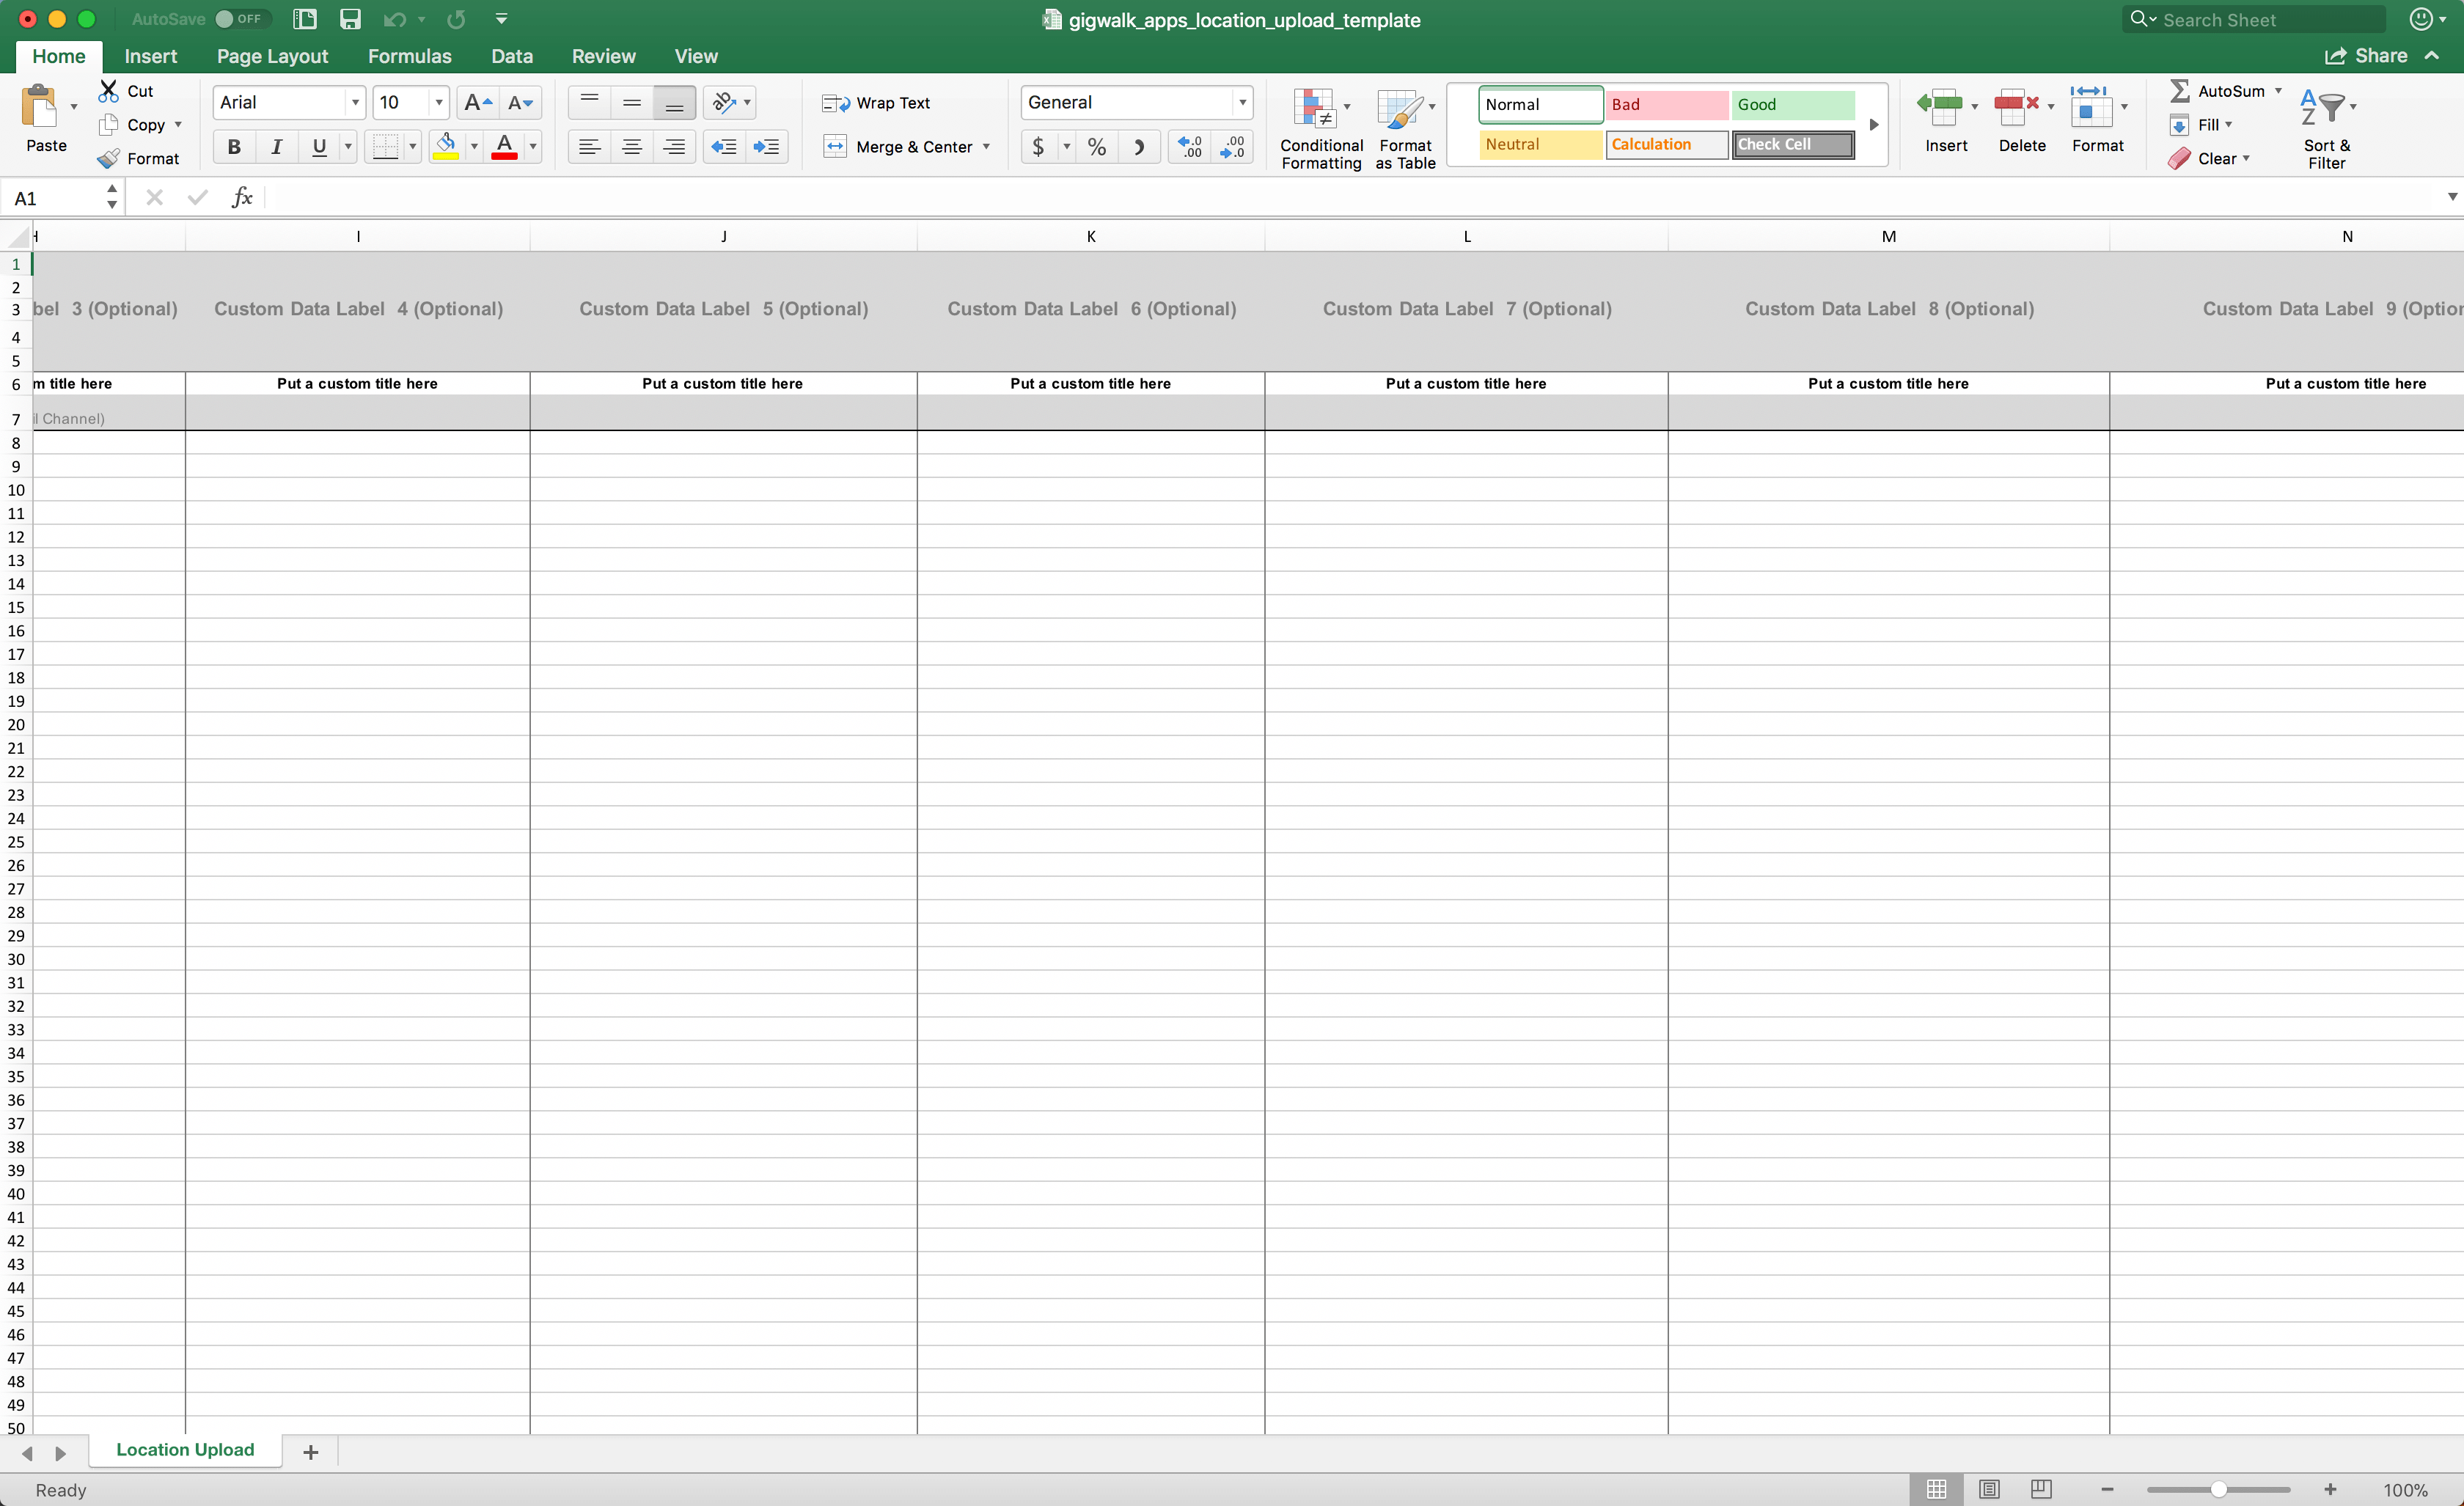 AutoSave OFF gigwalk_apps_location_upload_template Search Sheet
Home Insert Page Layout Formulas Data Review View Share
Paste Cut Copy Format
Arial 10 A A
B I U A
ab Wrap Text
Merge & Center
General
$ % .0 .00 .00 .0
Conditional Formatting Format as Table
Normal Bad Good
Neutral Calculation Check Cell
Insert Delete Format
AutoSum
Fill
Clear
A Z Sort & Filter
A1 fx
H I J K L M N
1
2
3 bel 3 (Optional) Custom Data Label 4 (Optional) Custom Data Label 5 (Optional) Custom Data Label 6 (Optional) Custom Data Label 7 (Optional) Custom Data Label 8 (Optional) Custom Data Label 9 (Option
4
5
6 m title here Put a custom title here Put a custom title here Put a custom title here Put a custom title here Put a custom title here Put a custom title here
7 il Channel)
8
9
10
11
12
13
14
15
16
17
18
19
20
21
22
23
24
25
26
27
28
29
30
31
32
33
34
35
36
37
38
39
40
41
42
43
44
45
46
47
48
49
50
Location Upload +
Ready 100%